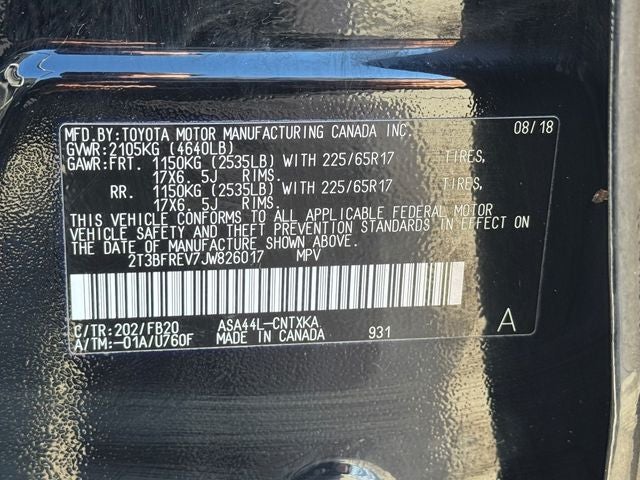 MFD.BY:TOYOTA MOTOR MANUFACTURING CANADA INC. 08/18
GVWR:2105KG (4640LB)
GAWR:FRT. 1150KG (2535LB) WITH 225/65R17 TIRES,
17X6. 5J RIMS.
RR. 1150KG (2535LB) WITH 225/65R17 TIRES,
17X6. 5J RIMS.
THIS VEHICLE CONFORMS TO ALL APPLICABLE FEDERAL MOTOR
VEHICLE SAFETY AND THEFT PREVENTION STANDARDS IN EFFECT ON
THE DATE OF MANUFACTURE SHOWN ABOVE.
2T3BFREV7JW826017 MPV
C/TR:202/FB20 ASA44L-CNTXKA
A/TM:-01A/U760F MADE IN CANADA 931 A